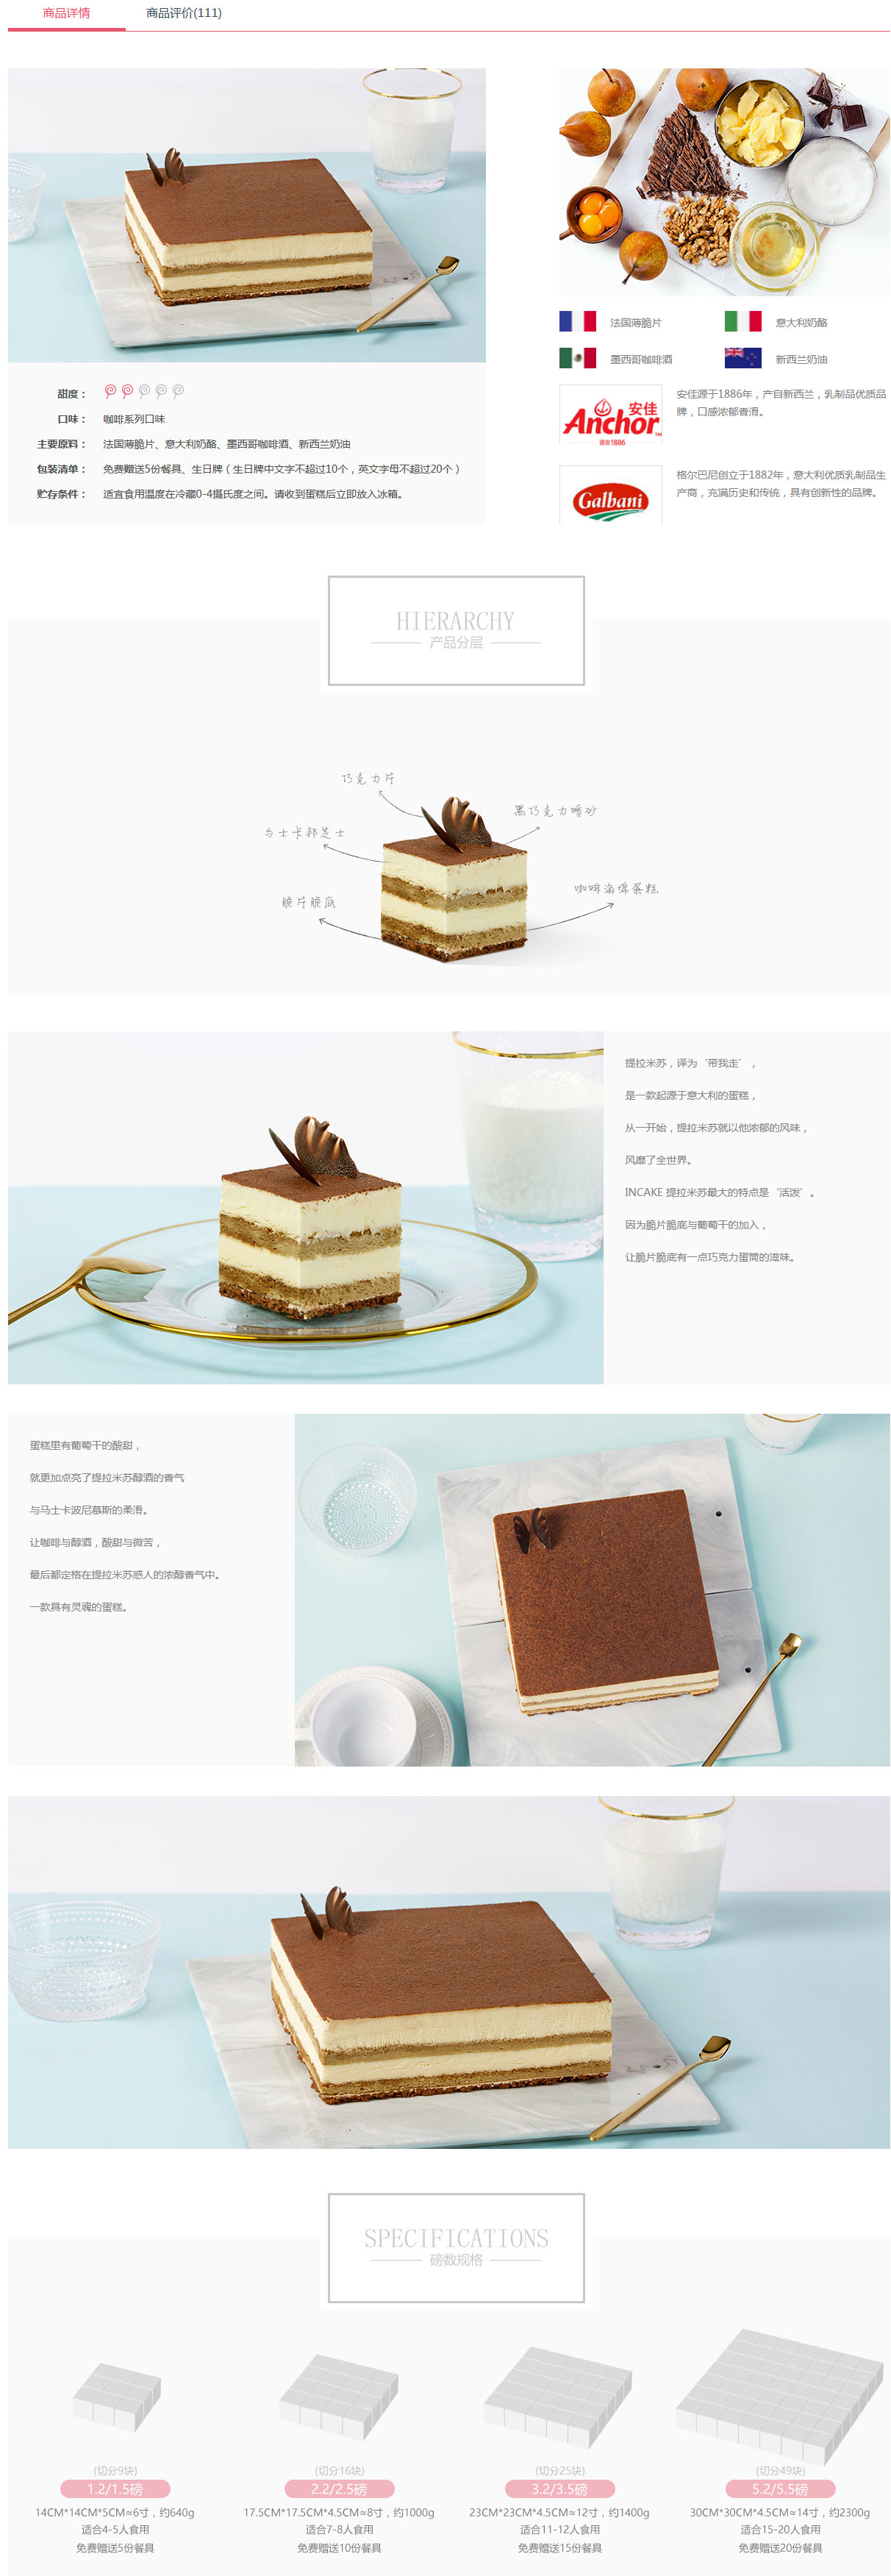 商品详情
商品评价(111)
甜度：
口味： 咖啡系列口味
主要原料： 法国薄脆片、意大利奶酪、墨西哥咖啡酒、新西兰奶油
包装清单： 免费赠送5份餐具、生日牌（生日牌中文字不超过10个，英文字母不超过20个）
贮存条件： 适宜食用温度在冷藏0-4摄氏度之间。请收到蛋糕后立即放入冰箱。
法国薄脆片
意大利奶酪
墨西哥咖啡酒
新西兰奶油
安佳
Anchor
源自1886
安佳源于1886年，产自新西兰，乳制品优质品
牌，口感浓郁香滑。
Galbani
格尔巴尼创立于1882年，意大利优质乳制品生
产商，充满历史和传统，具有创新性的品牌。
HIERARCHY
产品分层
巧克力片
黑巧克力啡砂
马士卡邦芝士
咖啡海绵蛋糕
脆片脆底
提拉米苏，译为‘带我走’，
是一款起源于意大利的蛋糕，
从一开始，提拉米苏就以他浓郁的风味，
风靡了全世界。
INCAKE 提拉米苏最大的特点是‘活泼’。
因为脆片脆底与葡萄干的加入，
让脆片脆底有一点巧克力蛋筒的滋味。
蛋糕里有葡萄干的酸甜，
就更加点亮了提拉米苏醇酒的香气
与马士卡波尼慕斯的柔滑。
让咖啡与醇酒，酸甜与微苦，
最后都定格在提拉米苏惑人的浓醇香气中。
一款具有灵魂的蛋糕。
SPECIFICATIONS
磅数规格
(切分9块)
1.2/1.5磅
14CM*14CM*5CM≈6寸，约640g
适合4-5人食用
免费赠送5份餐具
(切分16块)
2.2/2.5磅
17.5CM*17.5CM*4.5CM≈8寸，约1000g
适合7-8人食用
免费赠送10份餐具
(切分25块)
3.2/3.5磅
23CM*23CM*4.5CM≈12寸，约1400g
适合11-12人食用
免费赠送15份餐具
(切分49块)
5.2/5.5磅
30CM*30CM*4.5CM≈14寸，约2300g
适合15-20人食用
免费赠送20份餐具